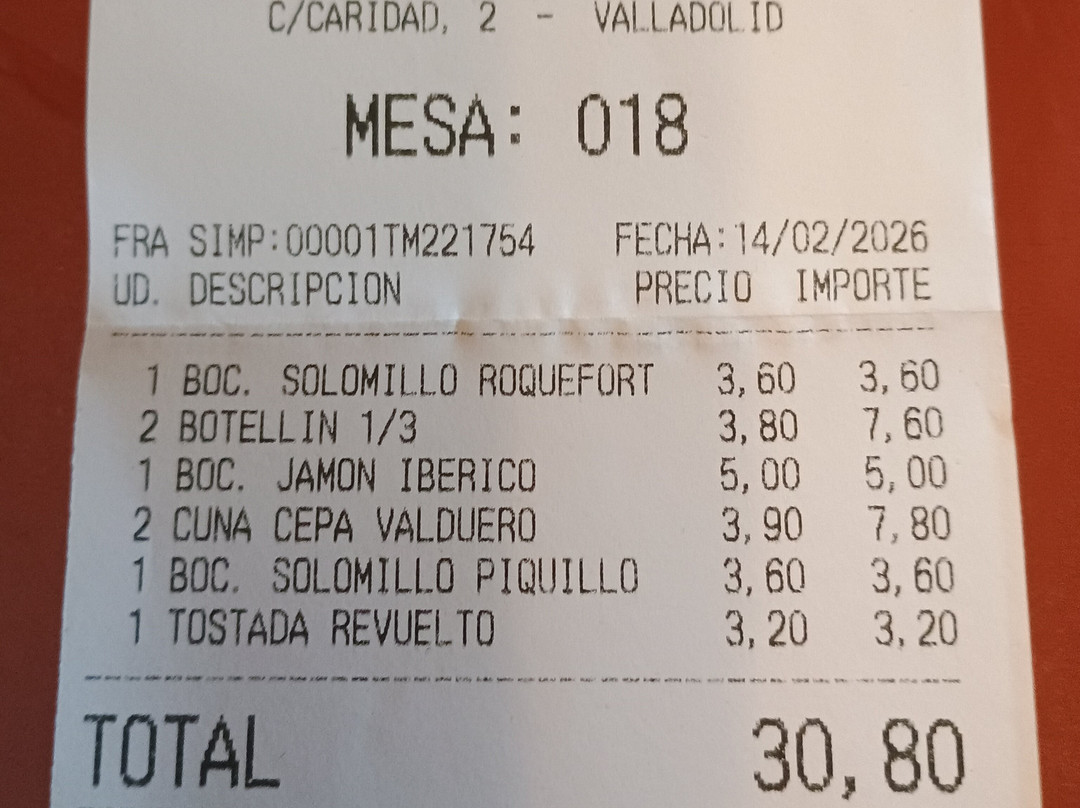 C/CARIDAD, 2 - VALLADOLID
MESA: 018
FRA SIMP:00001TM221754 FECHA:14/02/2026
UD. DESCRIPCION PRECIO IMPORTE
1 BOC. SOLOMILLO ROQUEFORT 3,60 3,60
2 BOTELLIN 1/3 3,80 7,60
1 BOC. JAMON IBERICO 5,00 5,00
2 CUNA CEPA VALDUERO 3,90 7,80
1 BOC. SOLOMILLO PIQUILLO 3,60 3,60
1 TOSTADA REVUELTO 3,20 3,20
TOTAL 30,80